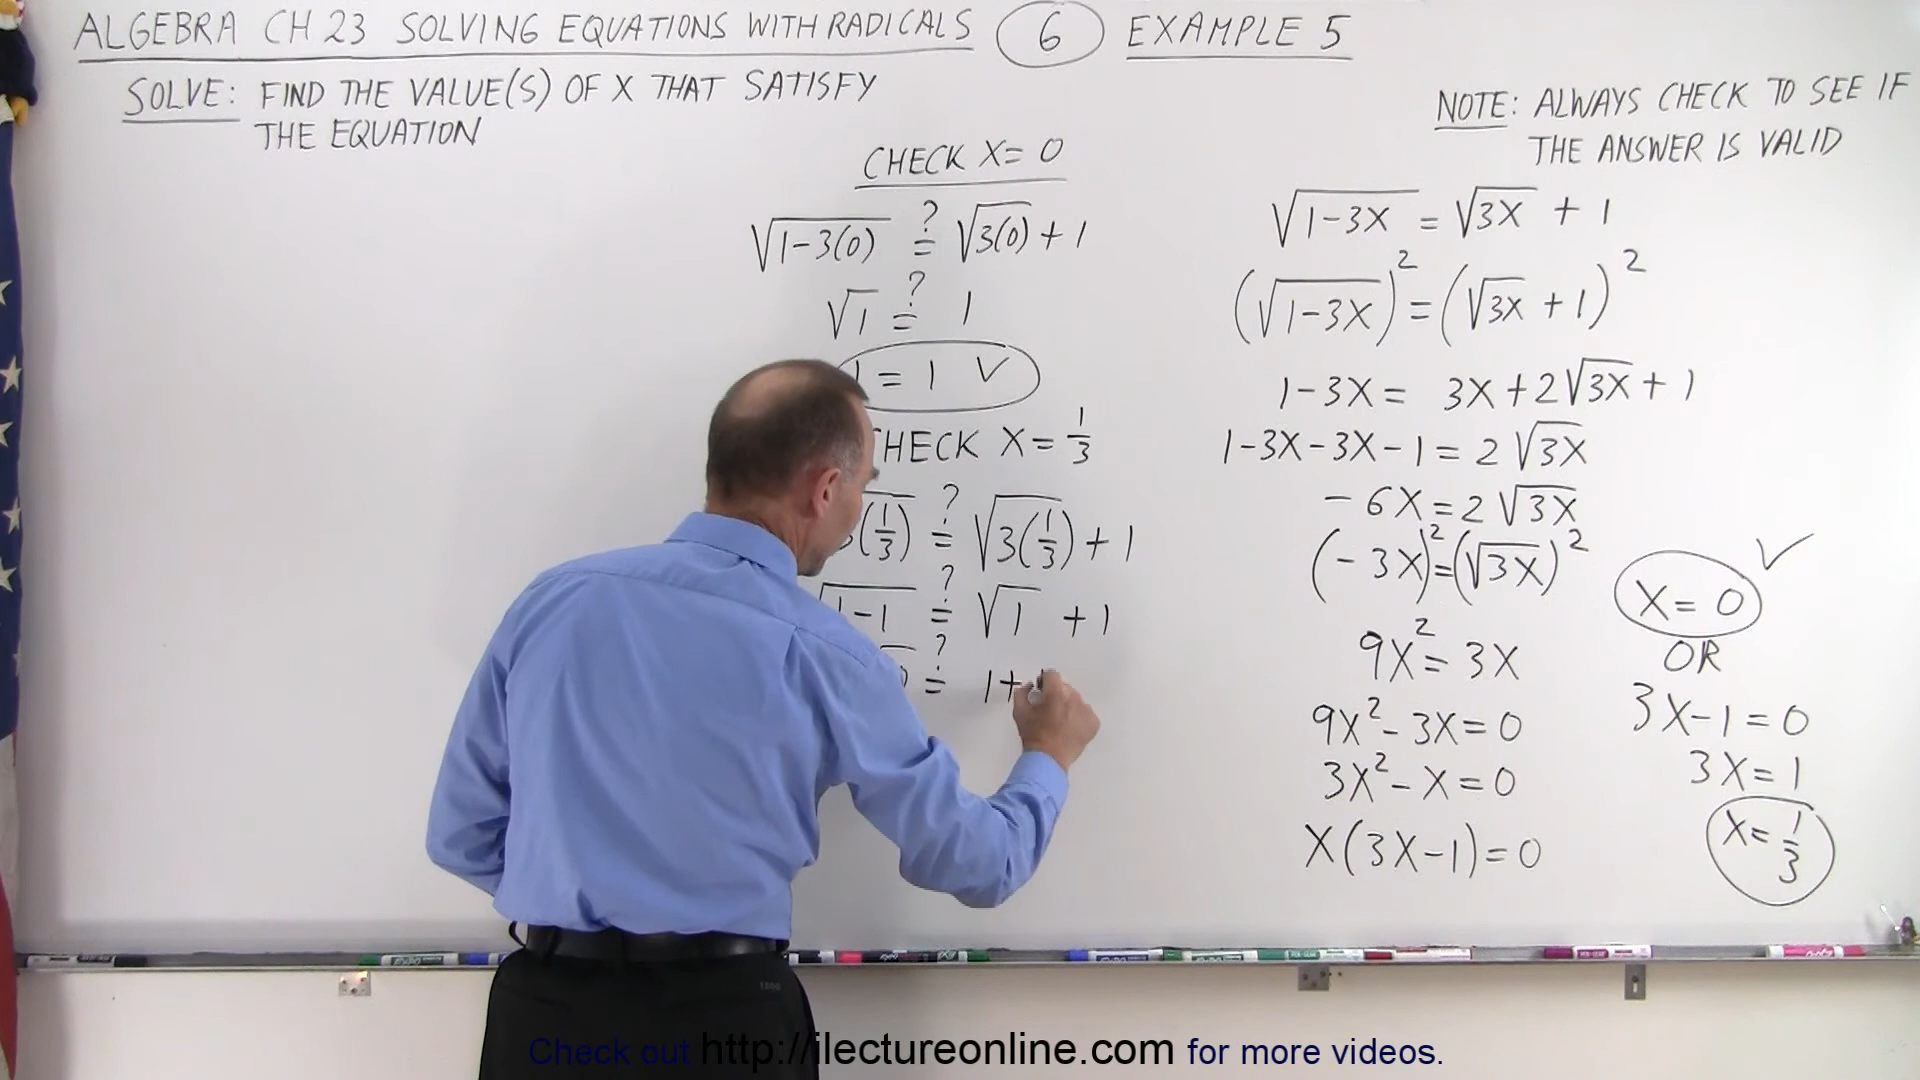 ALGEBRA CH 23 SOLVING EQUATIONS WITH RADICALS 6 EXAMPLE 5
SOLVE: FIND THE VALUE(S) OF X THAT SATISFY
THE EQUATION
NOTE: ALWAYS CHECK TO SEE IF
THE ANSWER IS VALID
CHECK X = 0
√(1-3(0)) ?= √(3(0)) + 1
√1 ?= 1
1 = 1 ✓
HECK X = 1/3
(1/3) ?= √(3(1/3)) + 1
√(1-1) ?= √1 + 1
?= 1+
√(1-3X) = √(3X) + 1
(√(1-3X))² = (√(3X) + 1)²
1-3X = 3X + 2√(3X) + 1
1-3X-3X-1 = 2√(3X)
-6X = 2√(3X)
(-3X)² = (√(3X))²
9X² = 3X
9X² - 3X = 0
3X² - X = 0
X(3X-1) = 0
X = 0 ✓
OR
3X-1 = 0
3X = 1
X = 1/3
Check out http://ilectureonline.com for more videos.